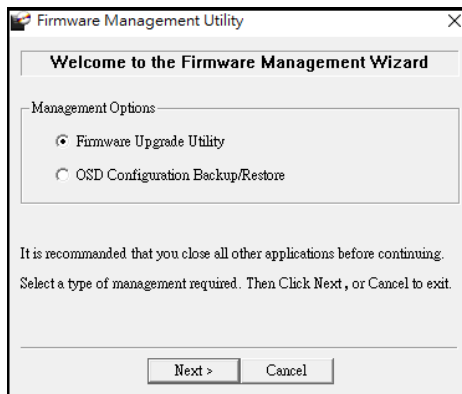 Firmware Management Utility
Welcome to the Firmware Management Wizard
Management Options
Firmware Upgrade Utility
OSD Configuration Backup/Restore
It is recommanded that you close all other applications before continuing.
Select a type of management required. Then Click Next , or Cancel to exit.
Next >
Cancel